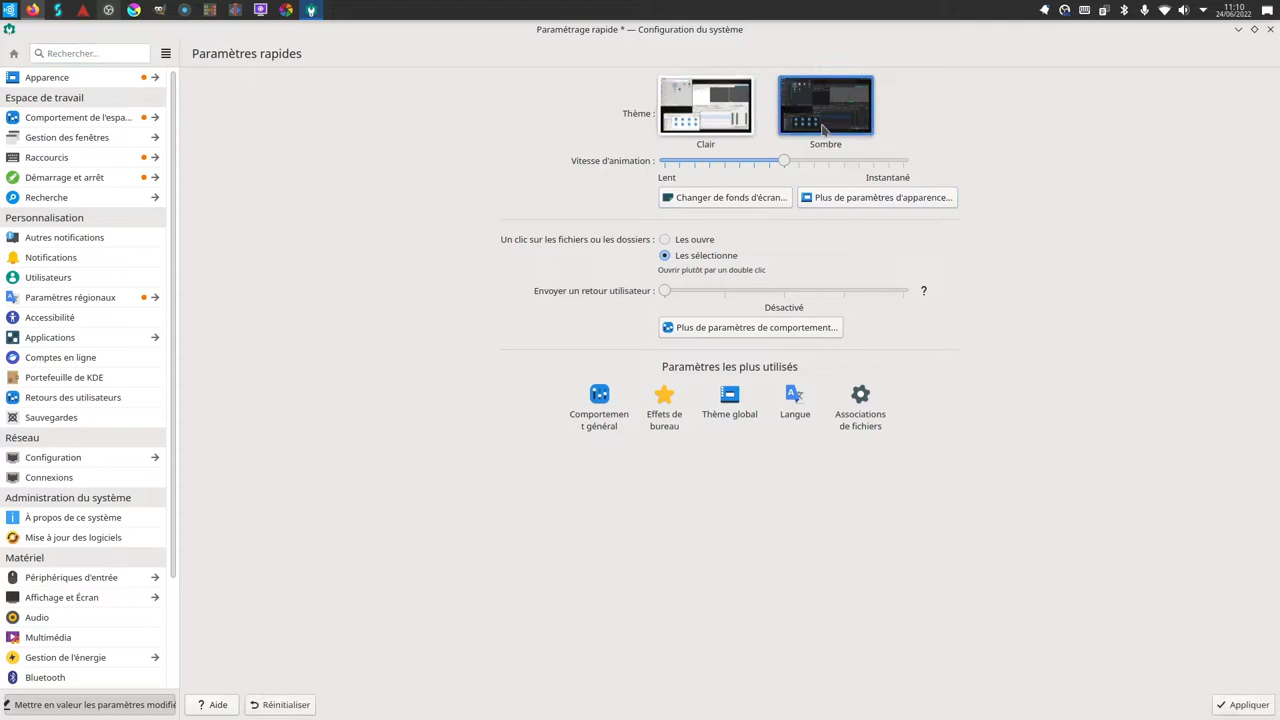 11:10
24/06/2022
Paramétrage rapide * — Configuration du système
Rechercher...
Paramètres rapides
Apparence
Espace de travail
Comportement de l'espa...
Gestion des fenêtres
Raccourcis
Démarrage et arrêt
Recherche
Personnalisation
Autres notifications
Notifications
Utilisateurs
Paramètres régionaux
Accessibilité
Applications
Comptes en ligne
Portefeuille de KDE
Retours des utilisateurs
Sauvegardes
Réseau
Configuration
Connexions
Administration du système
À propos de ce système
Mise à jour des logiciels
Matériel
Périphériques d'entrée
Affichage et Écran
Audio
Multimédia
Gestion de l'énergie
Bluetooth
Mettre en valeur les paramètres modifié
Thème :
Clair
Sombre
Vitesse d'animation :
Lent
Instantané
Changer de fonds d'écran...
Plus de paramètres d'apparence...
Un clic sur les fichiers ou les dossiers :
Les ouvre
Les sélectionne
Ouvrir plutôt par un double clic
Envoyer un retour utilisateur :
?
Désactivé
Plus de paramètres de comportement...
Paramètres les plus utilisés
Comportemen
t général
Effets de
bureau
Thème global
Langue
Associations
de fichiers
? Aide
Réinitialiser
Appliquer